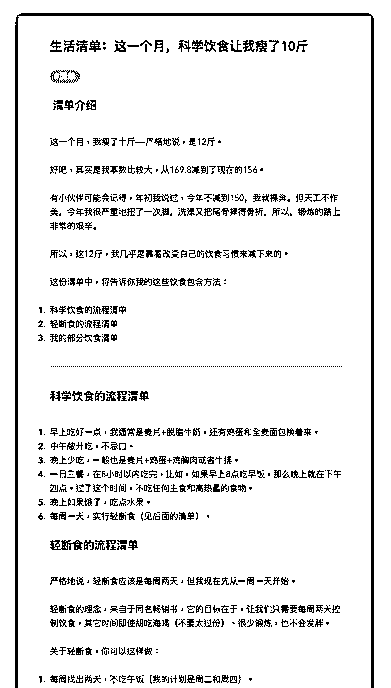 生活清单：这一个月，科学饮食让我瘦了10斤
清单介绍
这一个月，我瘦了十斤—严格地说，是12斤。
好吧，其实是我基数比较大，从169.8减到了现在的156。
有小伙伴可能会记得，年初我说过，今年不减到150，我就裸奔。但天工不作
美。今年我很严重地扭了一次脚，洗澡又把尾骨摔得骨折，所以，锻炼的路上
非常的艰辛。
所以，这12斤，我几乎是靠着改变自己的饮食习惯来减下来的。
这份清单中，将告诉你我的这些饮食包含方法：
1. 科学饮食的流程清单
2. 轻断食的流程清单
3. 我的部分饮食清单
科学饮食的流程清单
1. 早上吃好一点，我通常是麦片+脱脂牛奶，还有鸡蛋和全麦面包换着来。
2. 中午敞开吃，不忌口。
3. 晚上少吃，一般也是麦片+鸡蛋+鸡胸肉或者牛排。
4. 一日三餐，在8小时以内吃完，比如，如果早上8点吃早饭，那么晚上就在下午
四点。过了这个时间，不吃任何主食和高热量的食物。
5. 晚上如果饿了，吃点水果。
6. 每周一天，实行轻断食（见后面的清单）。
轻断食的流程清单
严格地说，轻断食应该是每周两天，但我现在先从一周一天开始。
轻断食的理念，来自于同名畅销书，它的目标在于，让我们只需要每周两天控
制饮食，其它时间即使胡吃海喝（不要太过份）、很少锻炼，也不会发胖。
关于轻断食，你可以这样做：
1. 每周找出两天，不吃午饭（我的计划是周二和周四）。